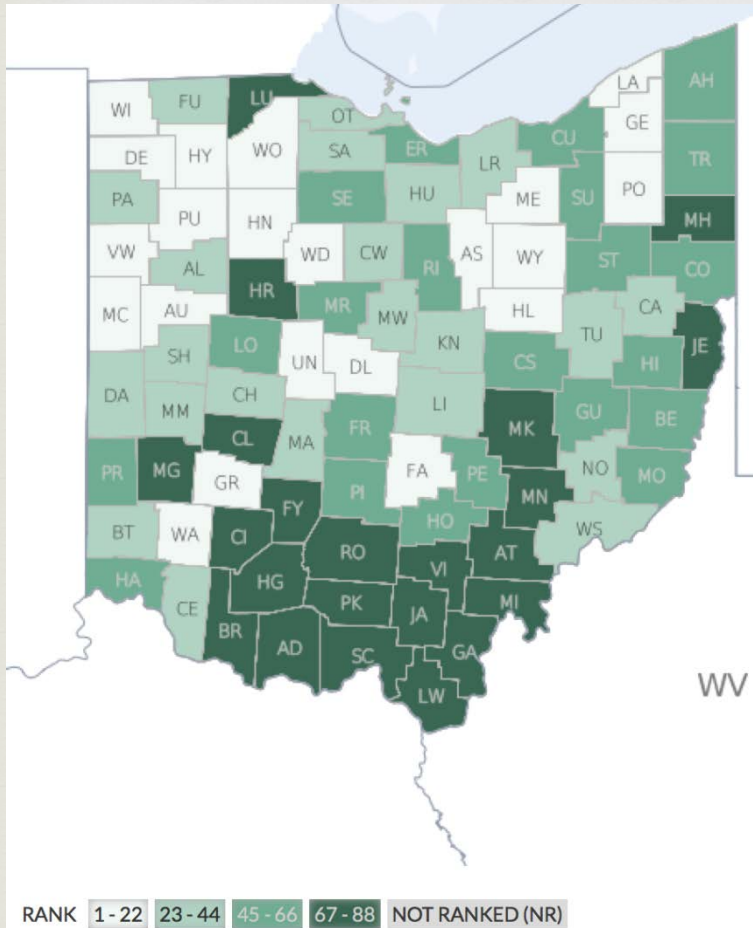 LA AH
WI FU LU OT GE
WO CU
DE HY SA ER LR TR
PA SE HU ME SU PO
PU HN MH
VW WD CW RI AS WY ST CO
AL
MC AU HR MR MW HL CA
SH LO UN KN TU JE
DL CS HI
DA CH LI
MM MA FR MK GU BE
CL
PR MG GR FA PE NO MO
FY PI MN
BT WA CI HO WS
RO AT
HA HG VI
CE PK JA MI
BR AD SC GA
LW WV
RANK 1 - 22 23 - 44 45 - 66 67 - 88 NOT RANKED (NR)